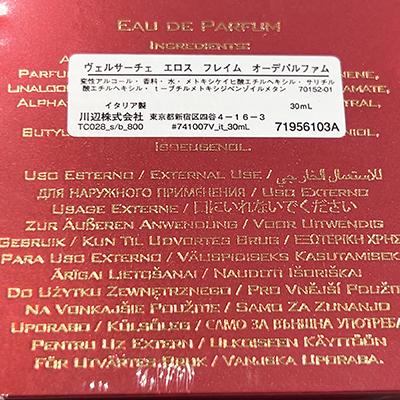 Eau de Parfum
Ingredients:
ヴェルサーチェ エロス フレイム オーデパルファム
変性アルコール・香料・水・メトキシケイヒ酸エチルヘキシル・サリチル
酸エチルヘキシル・t－ブチルメトキシジベンゾイルメタン 70152-01
イタリア製 30mL
川辺株式会社 東京都新宿区四谷4－16－3
TC028_s/b_800 #741007V_it_30mL 71956103A
Parfum
Linaloo
Alpha
Butyl
Isoeugenol.
Uso Esterno / External Use / للاستعمال الخارجي
Для наружного применения / Uso Externo
Usage Externe / 口にいれないでください
Zur Äußeren Anwendung / Voor Uitwendig
Gebruik / Kun Til Udvortes Brug / Εξωτερική Χρήσ
Para Uso Externo / Välispidiseks Kasutamisek
Ārīgai Lietošanai / Naudoti Išoriškai
Do Użytku Zewnętrznego / Pro Vnější Použit
Na Vonkajšie Použitie / Samo Za Zunanjo
Uporabo / Külsőleg / Само за външна употреба
Pentru Uz Extern / Ulkoiseen Käyttöön
För Utvärtes Bruk / Vanjska Uporaba.